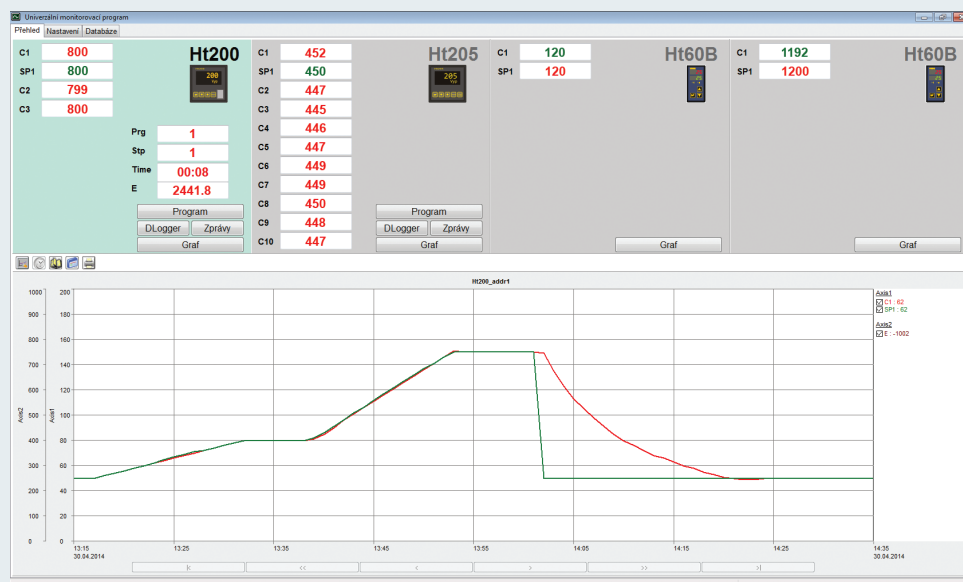 Univerzální monitorovací program
Přehled Nastavení Databáze
Ht200
C1 800
SP1 800
C2 799
C3 800
Prg 1
Stp 1
Time 00:08
E 2441.8
Program
DLogger Zprávy
Graf
Ht205
C1 452
SP1 450
C2 447
C3 445
C4 446
C5 447
C6 449
C7 449
C8 450
C9 448
C10 447
Program
DLogger Zprávy
Graf
Ht60B
C1 120
SP1 120
Graf
Ht60B
C1 1192
SP1 1200
Graf
Ht200_addr1
1000 200
900 180
800 160
700 140
600 120
500 100
400 80
300 60
200 40
100 20
0 0
Axis2 Axis1
13:15 13:25 13:35 13:45 13:55 14:05 14:15 14:25 14:35
30.04.2014 30.04.2014
Axis1
C1 : 62
SP1 : 62
Axis2
E : -1002
|< << < > >> >|